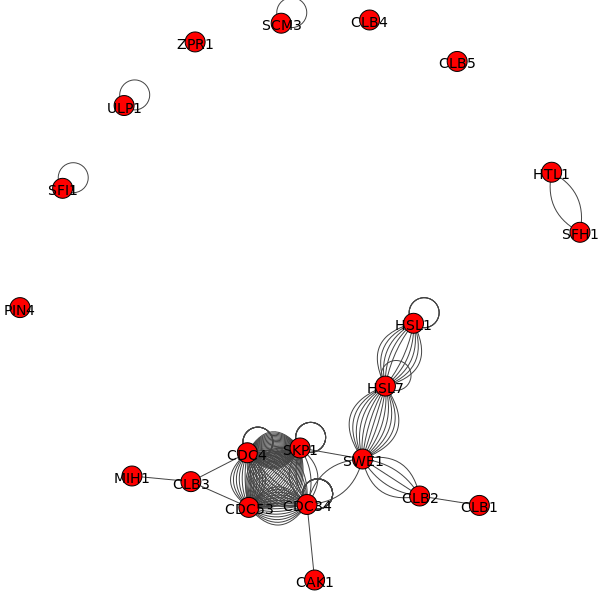 SCM3
CLB4
ZPR1
CLB5
ULP1
HTL1
SFI1
SFH1
PIN4
HSL1
HSL7
CDC4
SKP1
SWE1
MIH1
CLB3
CLB2
CDC53
CDC34
CLB1
CAK1